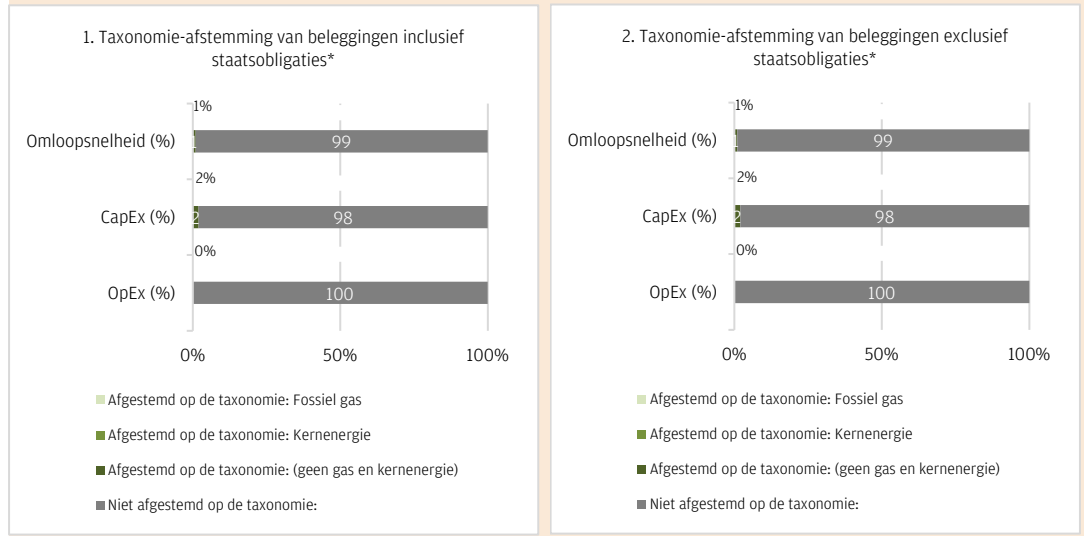 1. Taxonomie-afstemming van beleggingen inclusief
staatsobligaties*
1%
Omloopsnelheid (%)
1
99
2%
CapEx (%)
2
98
0%
OpEx (%)
100
0%
50%
100%
Afgestemd op de taxonomie: Fossiel gas
Afgestemd op de taxonomie: Kernenergie
Afgestemd op de taxonomie: (geen gas en kernenergie)
Niet afgestemd op de taxonomie:
2. Taxonomie-afstemming van beleggingen exclusief
staatsobligaties*
1%
Omloopsnelheid (%)
1
99
2%
CapEx (%)
2
98
0%
OpEx (%)
100
0%
50%
100%
Afgestemd op de taxonomie: Fossiel gas
Afgestemd op de taxonomie: Kernenergie
Afgestemd op de taxonomie: (geen gas en kernenergie)
Niet afgestemd op de taxonomie: